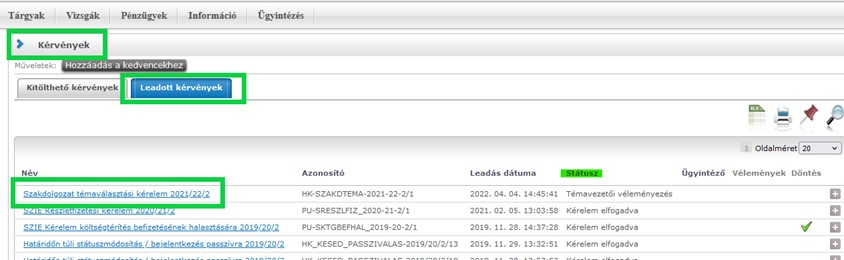 Tárgyak Vizsgák Pénzügyek Információ Ügyintézés
Kérvények
Műveletek: Hozzáadás a kedvencekhez
Kitölthető kérvények Leadott kérvények
Oldalméret 20
Név Azonosító Leadás dátuma Státusz Ügyintéző Vélemények Döntés
Szakdolgozat témaválasztási kérelem 2021/22/2 HK-SZAKDTEMA-2021-22-2/1 2022. 04. 04. 14:45:41 Témavezetői véleményezés
SZIE Részletfizetési kérelem 2020/21/2 PU-SRESZLFIZ_2020-21-2/1 2021. 02. 05. 13:03:58 Kérelem elfogadva
SZIE Kérelem költségtérítés befizetésének halasztására 2019/20/2 PU-SKTGBEFHAL_2019-20-2/1 2019. 11. 28. 14:37:28 Kérelem elfogadva
Határidőn túli státuszmódosítás / bejelentkezés passzívra 2019/20/2 HK_KESED_PASSZIVALAS-2019/20/2/13 2019. 11. 29. 13:32:51 Kérelem elfogadva